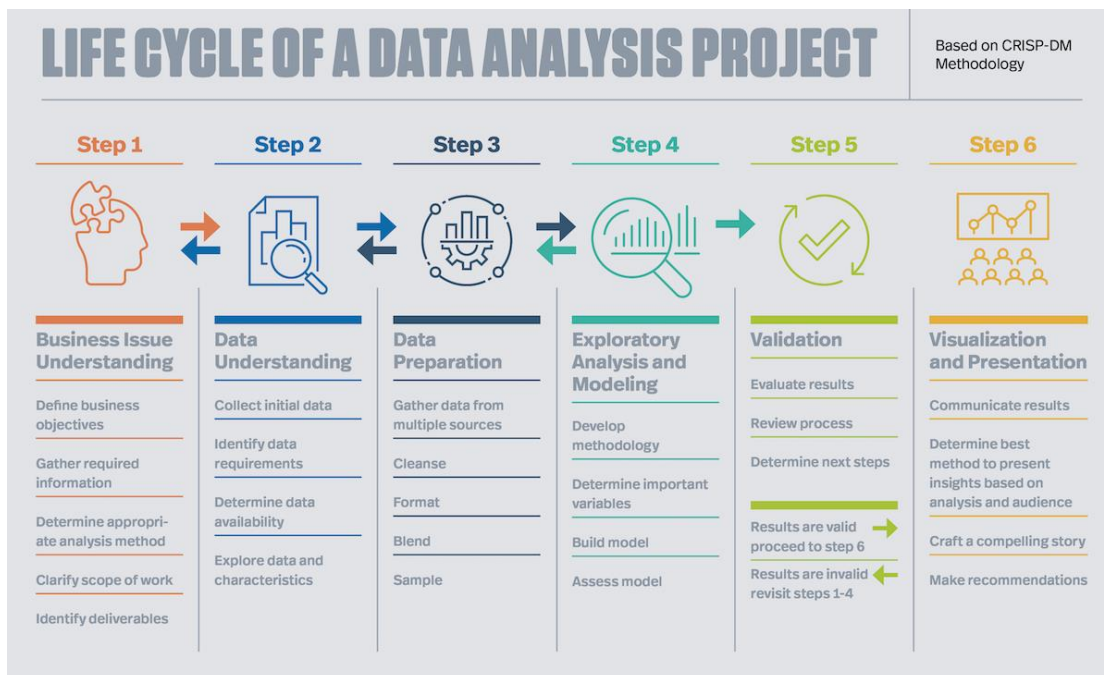 LIFE CYCLE OF A DATA ANALYSIS PROJECT
Based on CRISP-DM
Methodology
Step 1
Business Issue
Understanding
Define business
objectives
Gather required
information
Determine appropri-
ate analysis method
Clarify scope of work
Identify deliverables
Step 2
Data
Understanding
Collect initial data
Identify data
requirements
Determine data
availability
Explore data and
characteristics
Step 3
Data
Preparation
Gather data from
multiple sources
Cleanse
Format
Blend
Sample
Step 4
Exploratory
Analysis and
Modeling
Develop
methodology
Determine important
variables
Build model
Assess model
Step 5
Validation
Evaluate results
Review process
Determine next steps
Results are valid
proceed to step 6
Results are invalid
revisit steps 1-4
Step 6
Visualization
and Presentation
Communicate results
Determine best
method to present
insights based on
analysis and audience
Craft a compelling story
Make recommendations